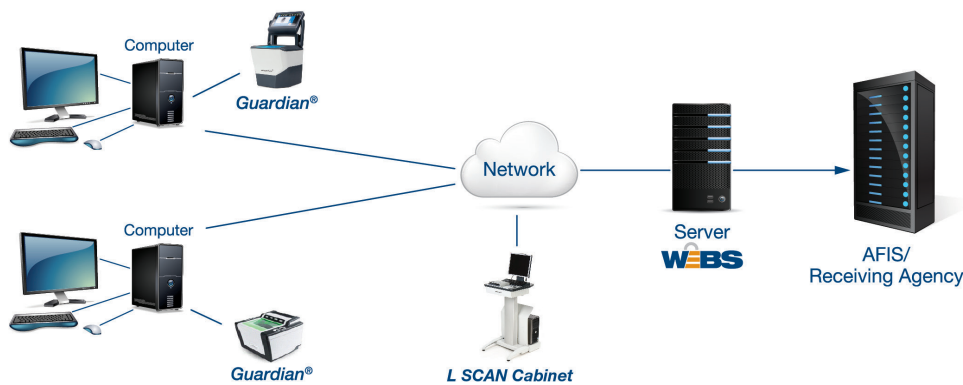 Computer
Guardian®
Network
Server
WEBS
AFIS/
Receiving Agency
Computer
Guardian®
L SCAN Cabinet